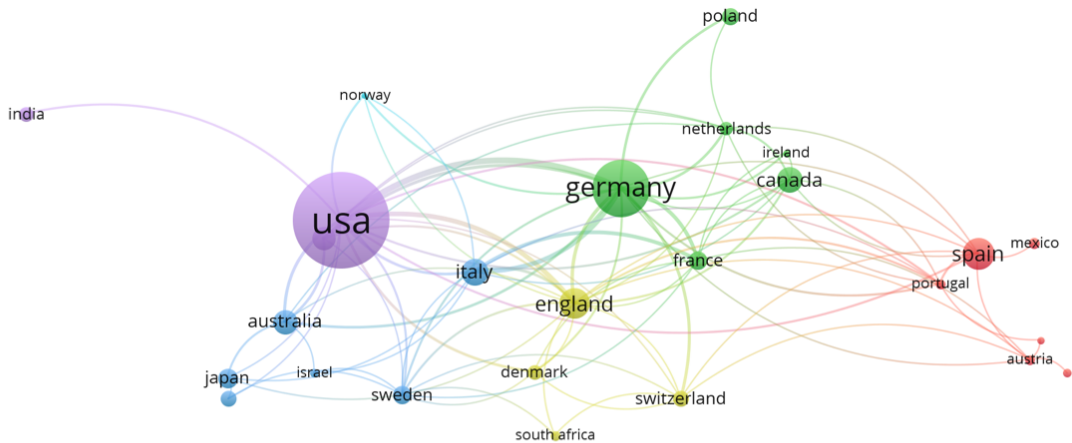 poland
norway
india
netherlands
ireland
canada
germany
usa
mexico
spain
france
italy
portugal
england
australia
austria
israel
denmark
japan
sweden
switzerland
south africa